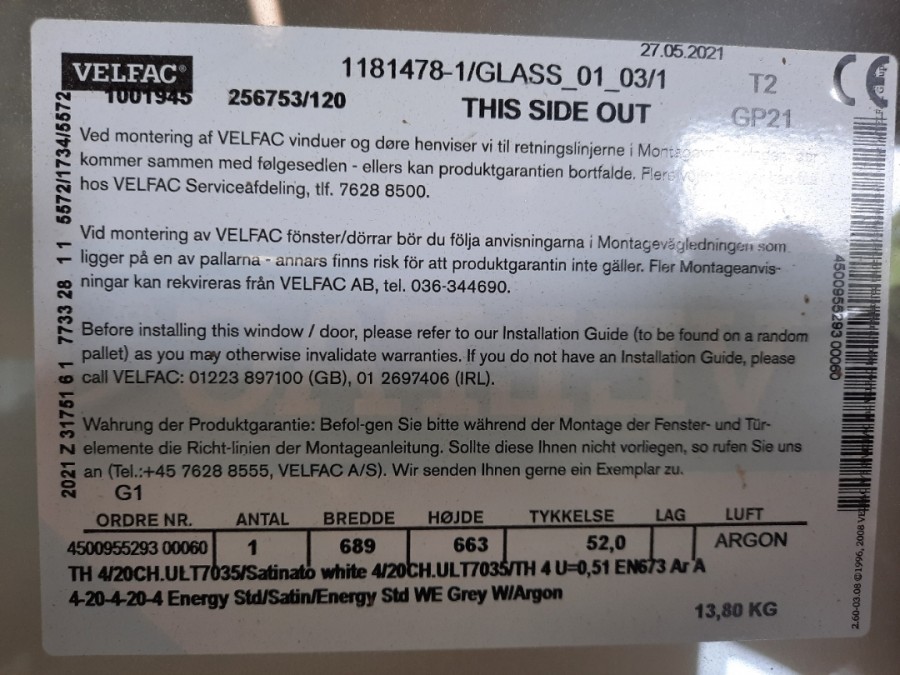 27.05.2021
VELFAC®
1181478-1/GLASS_01_03/1
T2
CE
1001945
256753/120
THIS SIDE OUT
GP21
Ved montering af VELFAC vinduer og døre henviser vi til retningslinjerne i
kommer sammen med følgesedlen - ellers kan produktgarantien bortfalde.
hos VELFAC Serviceafdeling, tlf. 7628 8500.
Vid montering av VELFAC fönster/dörrar bör du följa anvisningarna i Montagevägledningen som
ligger på en av pallarna - annars finns risk för att produktgarantin inte gäller. Fler Montageanvis-
ningar kan rekvireras från VELFAC AB, tel. 036-344690.
Before installing this window / door, please refer to our Installation Guide (to be found on a random
pallet) as you may otherwise invalidate warranties. If you do not have an Installation Guide, please
call VELFAC: 01223 897100 (GB), 01 2697406 (IRL).
Wahrung der Produktgarantie: Befol-gen Sie bitte während der Montage der Fenster- und Tür-
elemente die Richt-linien der Montageanleitung. Sollte diese Ihnen nicht vorliegen, so rufen Sie uns
an (Tel.:+45 7628 8555, VELFAC A/S). Wir senden Ihnen gerne ein Exemplar zu.
G1
ORDRE NR. ANTAL BREDDE HØJDE TYKKELSE LAG LUFT
4500955293 00060 1 689 663 52,0 ARGON
TH 4/20CH.ULT7035/Satinato white 4/20CH.ULT7035/TH 4 U=0,51 EN673 Ar A
4-20-4-20-4 Energy Std/Satin/Energy Std WE Grey W/Argon
13,80 KG
2021 Z 31751 6 1 7733 28 1 1 5572/1734/5572
4500955293 00060
2.60-03.08 ©1996, 2008